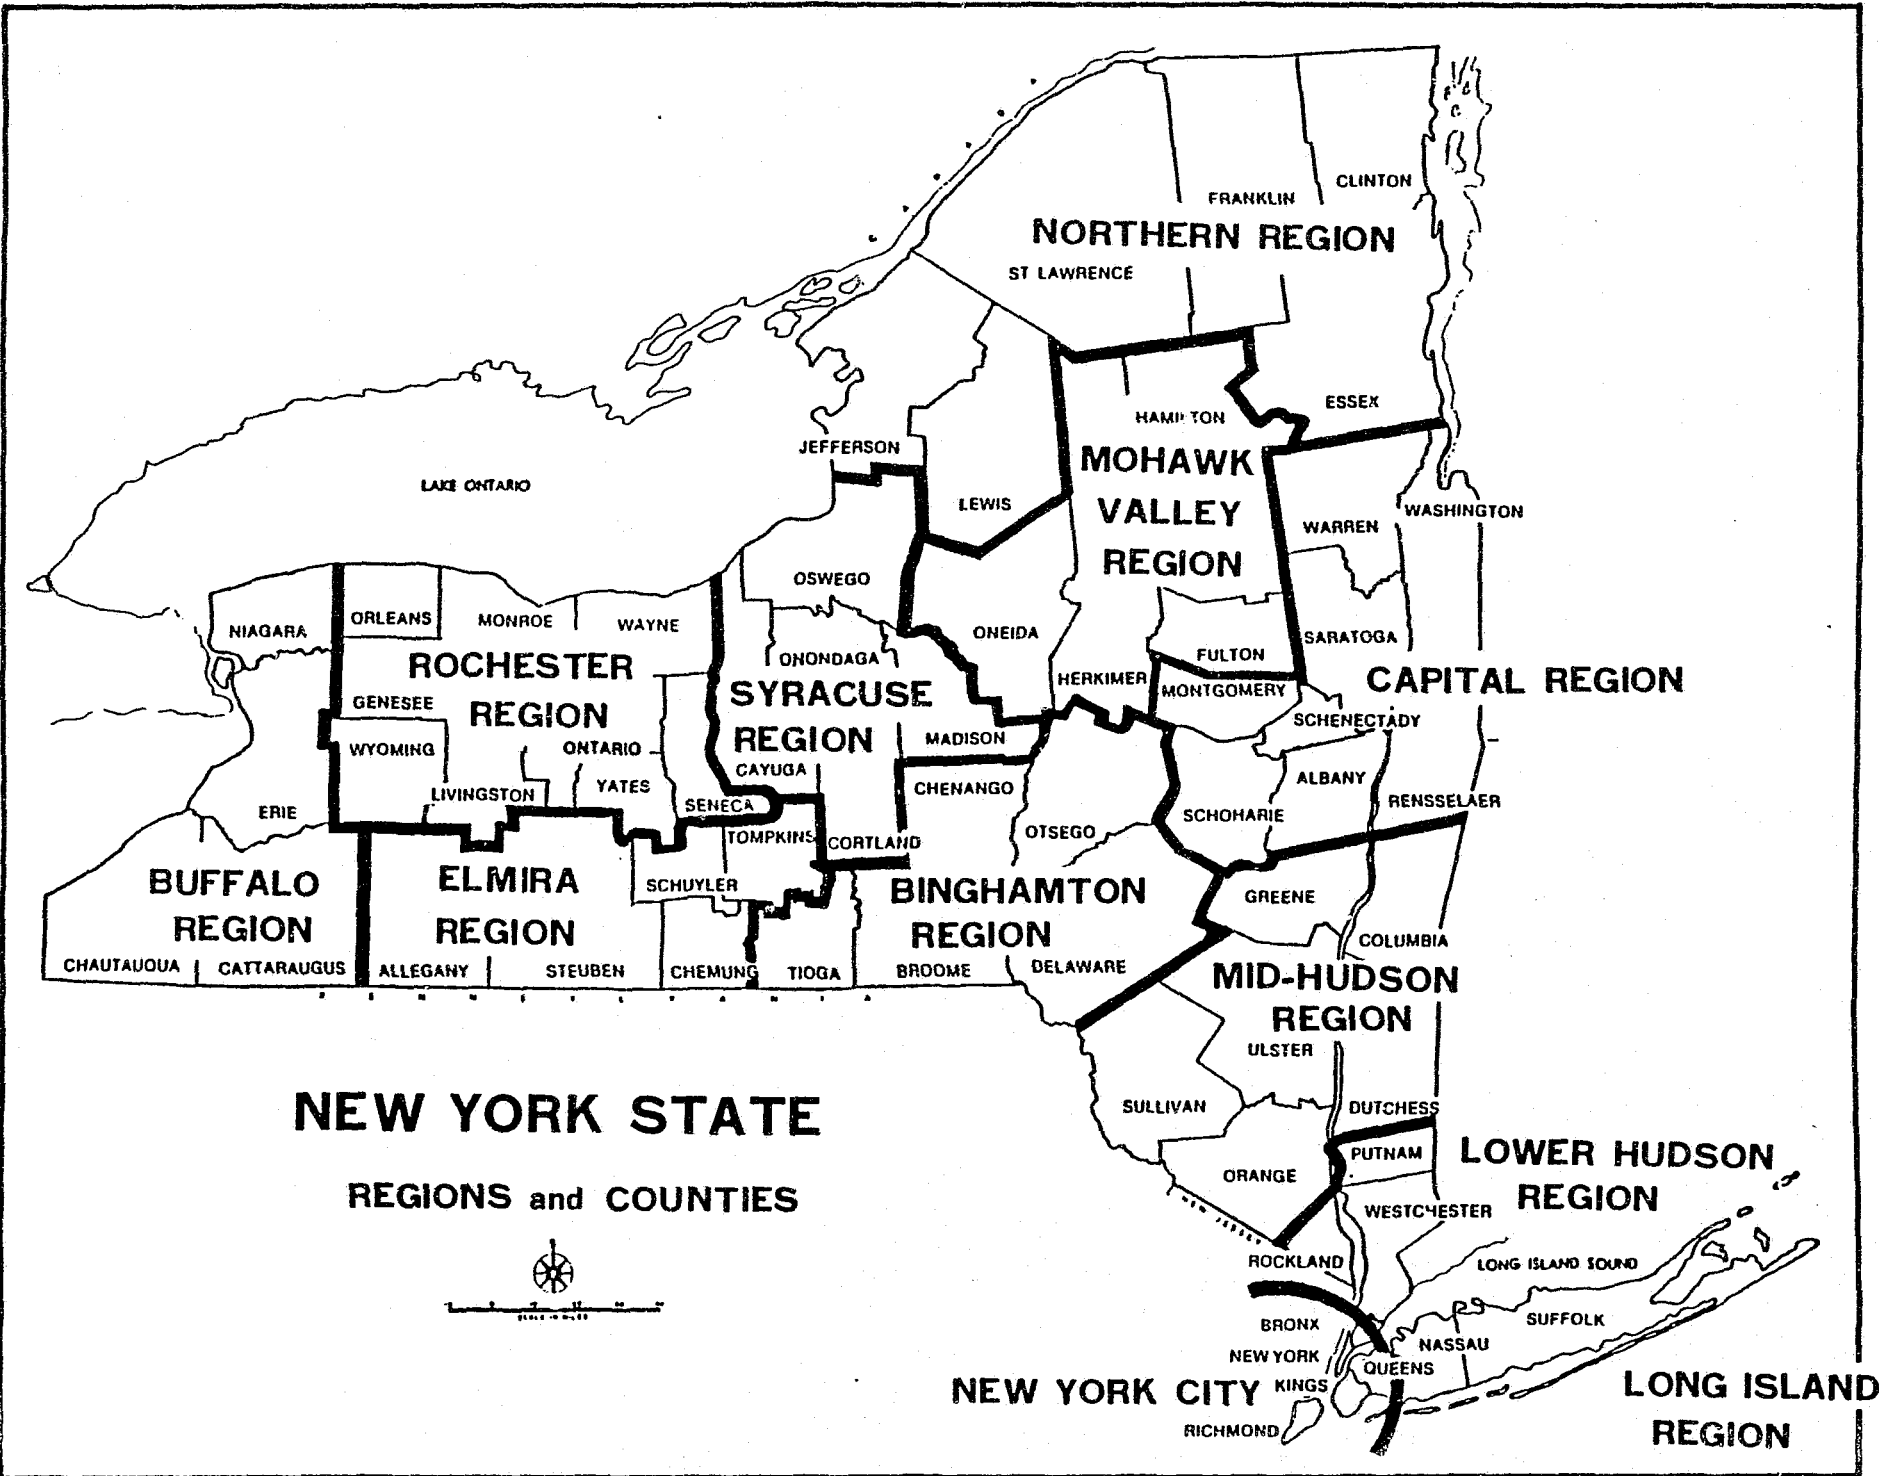 CLINTON
FRANKLIN
NORTHERN REGION
ST LAWRENCE
ESSEX
HAMILTON
JEFFERSON
MOHAWK
VALLEY
REGION
LAKE ONTARIO
LEWIS
WASHINGTON
WARREN
OSWEGO
ORLEANS
MONROE
WAYNE
NIAGARA
ONEIDA
SARATOGA
FULTON
ONONDAGA
ROCHESTER
REGION
HERKIMER
MONTGOMERY
CAPITAL REGION
SYRACUSE
REGION
GENESEE
SCHENECTADY
WYOMING
ONTARIO
MADISON
CAYUGA
ALBANY
YATES
CHENANGO
LIVINGSTON
SENECA
RENSSELAER
ERIE
SCHOHARIE
OTSEGO
TOMPKINS
CORTLAND
BUFFALO
REGION
ELMIRA
REGION
SCHUYLER
BINGHAMTON
REGION
GREENE
COLUMBIA
CHAUTAUQUA
CATTARAUGUS
ALLEGANY
STEUBEN
CHEMUNG
TIOGA
BROOME
DELAWARE
MID-HUDSON
REGION
ULSTER
NEW YORK STATE
REGIONS and COUNTIES
SULLIVAN
DUTCHESS
PUTNAM
LOWER HUDSON
REGION
ORANGE
WESTCHESTER
ROCKLAND
LONG ISLAND SOUND
BRONX
SUFFOLK
NASSAU
NEW YORK
QUEENS
NEW YORK CITY
KINGS
RICHMOND
LONG ISLAND
REGION